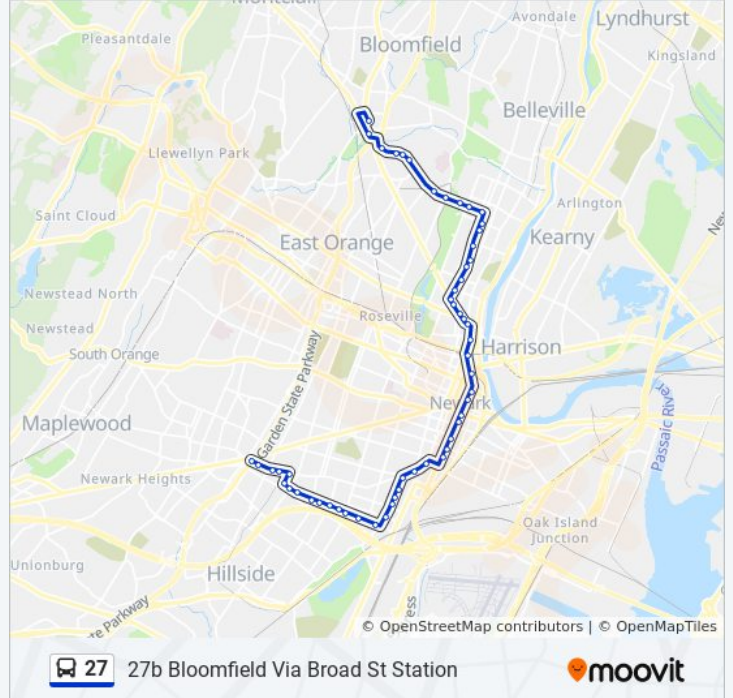 Avondale
Lyndhurst
Pleasantdale
Bloomfield
Kingsland
Belleville
Llewellyn Park
Arlington
Saint Cloud
Kearny
East Orange
Newstead North
Newstead
Roseville
South Orange
Harrison
Garden State Parkway
Newark
Passaic River
Maplewood
Newark Heights
Oak Island
Junction
Unionburg
Hillside
te Parkway
ess
© OpenStreetMap contributors | © OpenMapTiles
27 27b Bloomfield Via Broad St Station moovit